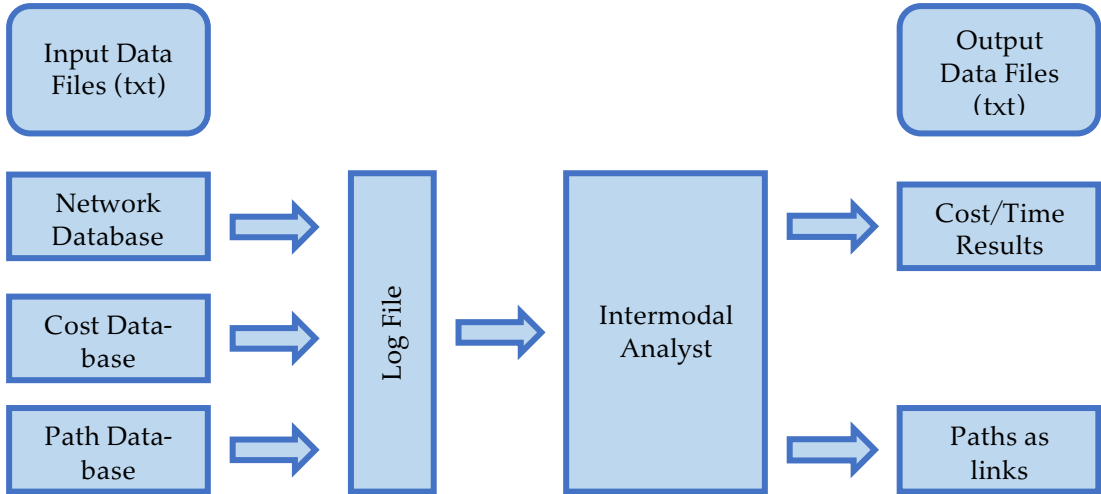 Input Data
Files (txt)
Output
Data Files
(txt)
Network
Database
Cost Data-
base
Path Data-
base
Log File
Intermodal
Analyst
Cost/Time
Results
Paths as
links